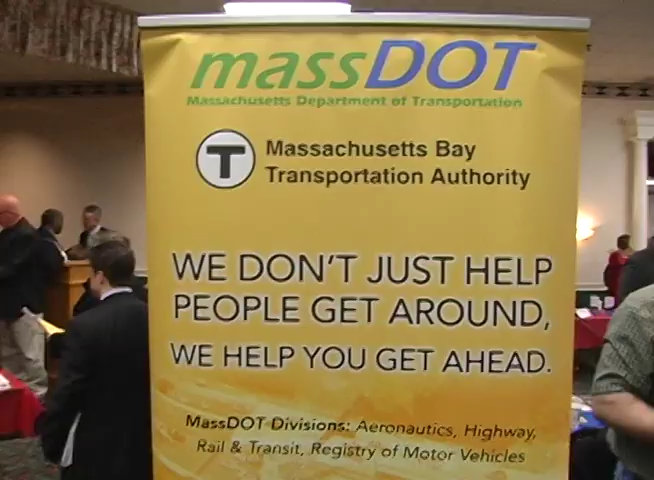 massDOT
Massachusetts Department of Transportation
T
Massachusetts Bay
Transportation Authority
WE DON'T JUST HELP
PEOPLE GET AROUND,
WE HELP YOU GET AHEAD.
MassDOT Divisions: Aeronautics, Highway,
Rail & Transit, Registry of Motor Vehicles